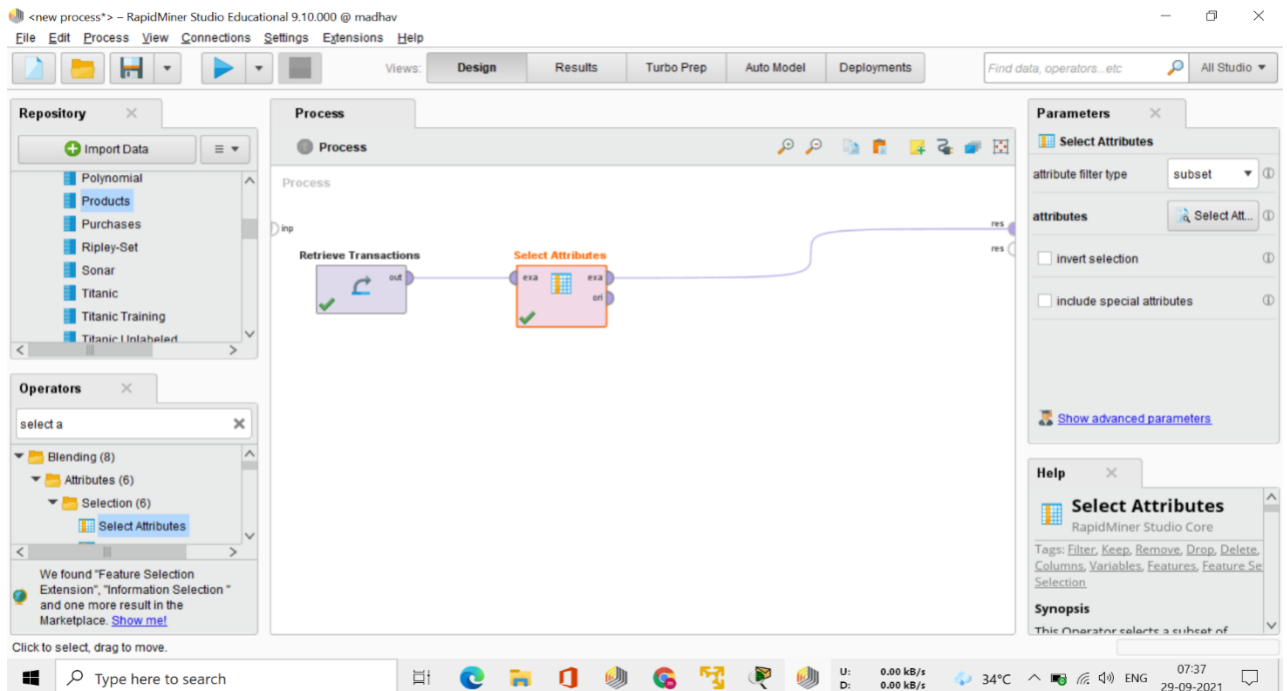 <new process*> – RapidMiner Studio Educational 9.10.000 @ madhav
File Edit Process View Connections Settings Extensions Help
Views: Design Results Turbo Prep Auto Model Deployments
Find data, operators...etc
All Studio
Repository
Import Data
Polynomial
Products
Purchases
Ripley-Set
Sonar
Titanic
Titanic Training
Titanic Unlabeled
Operators
select a
Blending (8)
Attributes (6)
Selection (6)
Select Attributes
We found "Feature Selection
Extension", "Information Selection "
and one more result in the
Marketplace. Show me!
Process
Process
Process
inp
Retrieve Transactions
out
Select Attributes
exa exa
ori
res
res
Parameters
Select Attributes
attribute filter type subset
attributes Select Att...
invert selection
include special attributes
Show advanced parameters
Help
Select Attributes
RapidMiner Studio Core
Tags: Filter, Keep, Remove, Drop, Delete,
Columns, Variables, Features, Feature Se
Selection
Synopsis
This Operator selects a subset of
Click to select, drag to move.
Type here to search
U: 0.00 kB/s
D: 0.00 kB/s
34°C
ENG
07:37
29-09-2021